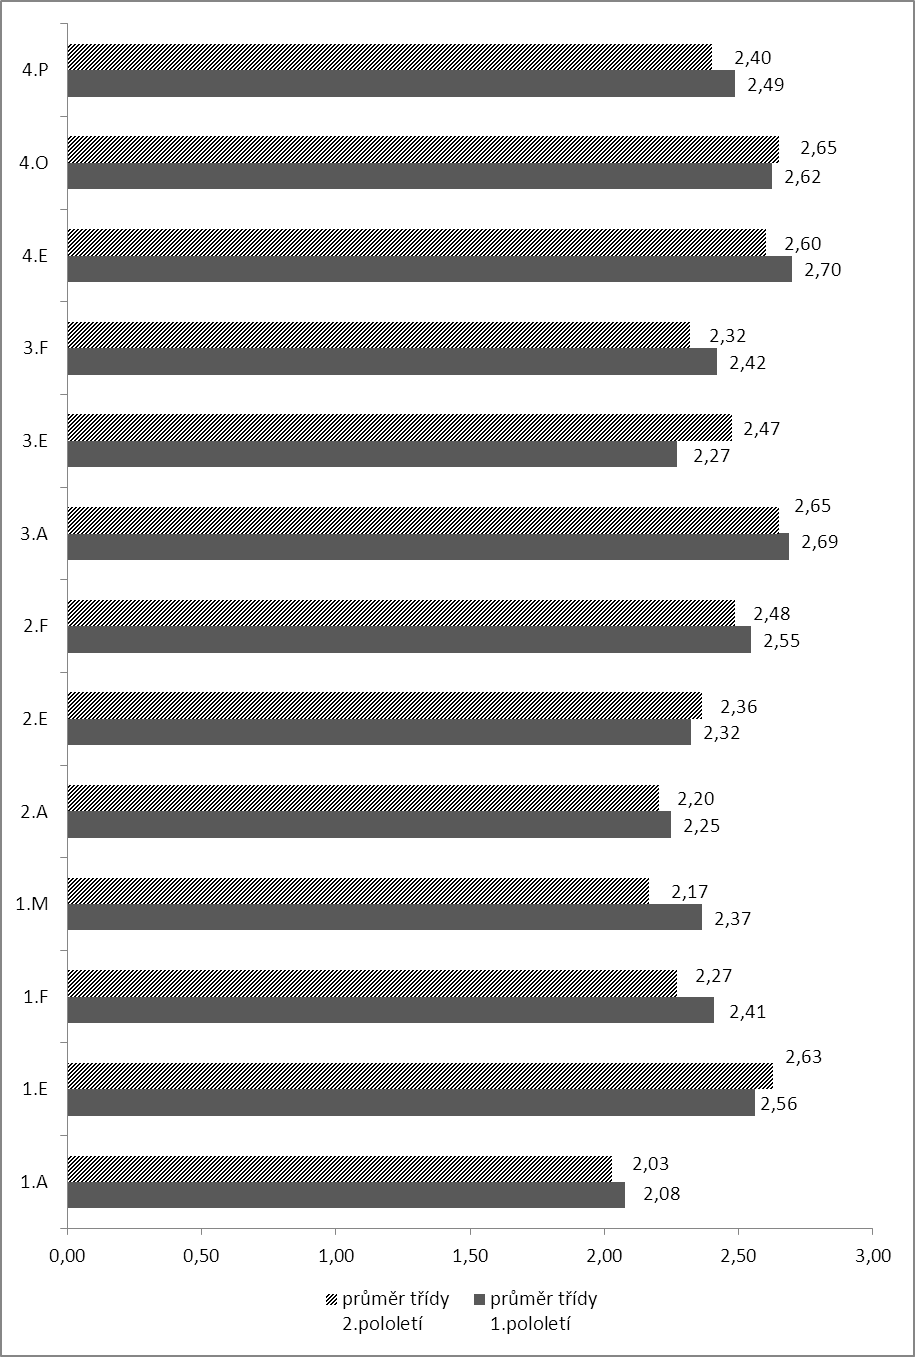 4.P
2,40
2,49
4.O
2,65
2,62
4.E
2,60
2,70
3.F
2,32
2,42
3.E
2,47
2,27
3.A
2,65
2,69
2.F
2,48
2,55
2.E
2,36
2,32
2.A
2,20
2,25
1.M
2,17
2,37
1.F
2,27
2,41
1.E
2,63
2,56
1.A
2,03
2,08
0,00 0,50 1,00 1,50 2,00 2,50 3,00
průměr třídy
2.pololetí
průměr třídy
1.pololetí